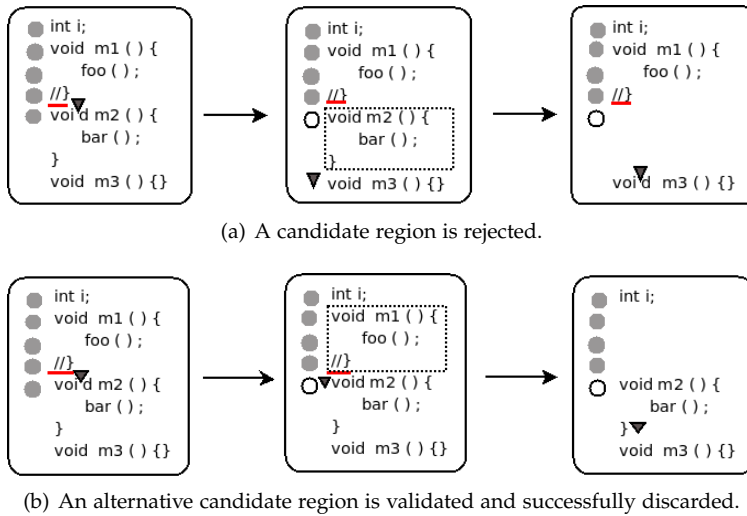 int i;
void m1 ( ) {
foo ( ) ;
//}
void m2 ( ) {
bar ( ) ;
}
void m3 ( ) {}
int i;
void m1 ( ) {
foo ( ) ;
//}
void m2 ( ) {
bar ( ) ;
}
void m3 ( ) {}
int i;
void m1 ( ) {
foo ( ) ;
//}
void m3 ( ) {}
(a) A candidate region is rejected.
int i;
void m1 ( ) {
foo ( ) ;
//}
void m2 ( ) {
bar ( ) ;
}
void m3 ( ) {}
int i;
void m1 ( ) {
foo ( ) ;
//}
void m2 ( ) {
bar ( ) ;
}
void m3 ( ) {}
int i;
void m2 ( ) {
bar ( ) ;
}
void m3 ( ) {}
(b) An alternative candidate region is validated and successfully discarded.